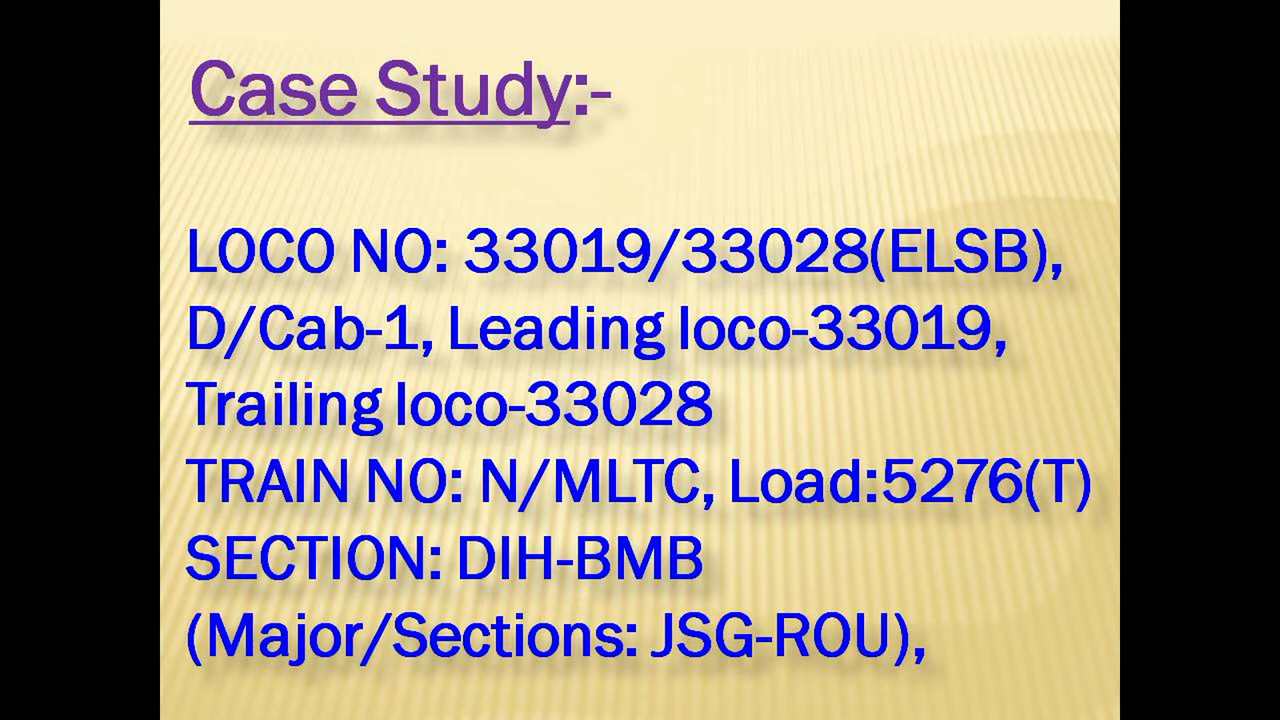 Case Study:-
LOCO NO: 33019/33028(ELSB),
D/Cab-1, Leading loco-33019,
Trailing loco-33028
TRAIN NO: N/MLTC, Load:5276(T)
SECTION: DIH-BMB
(Major/Sections: JSG-ROU),